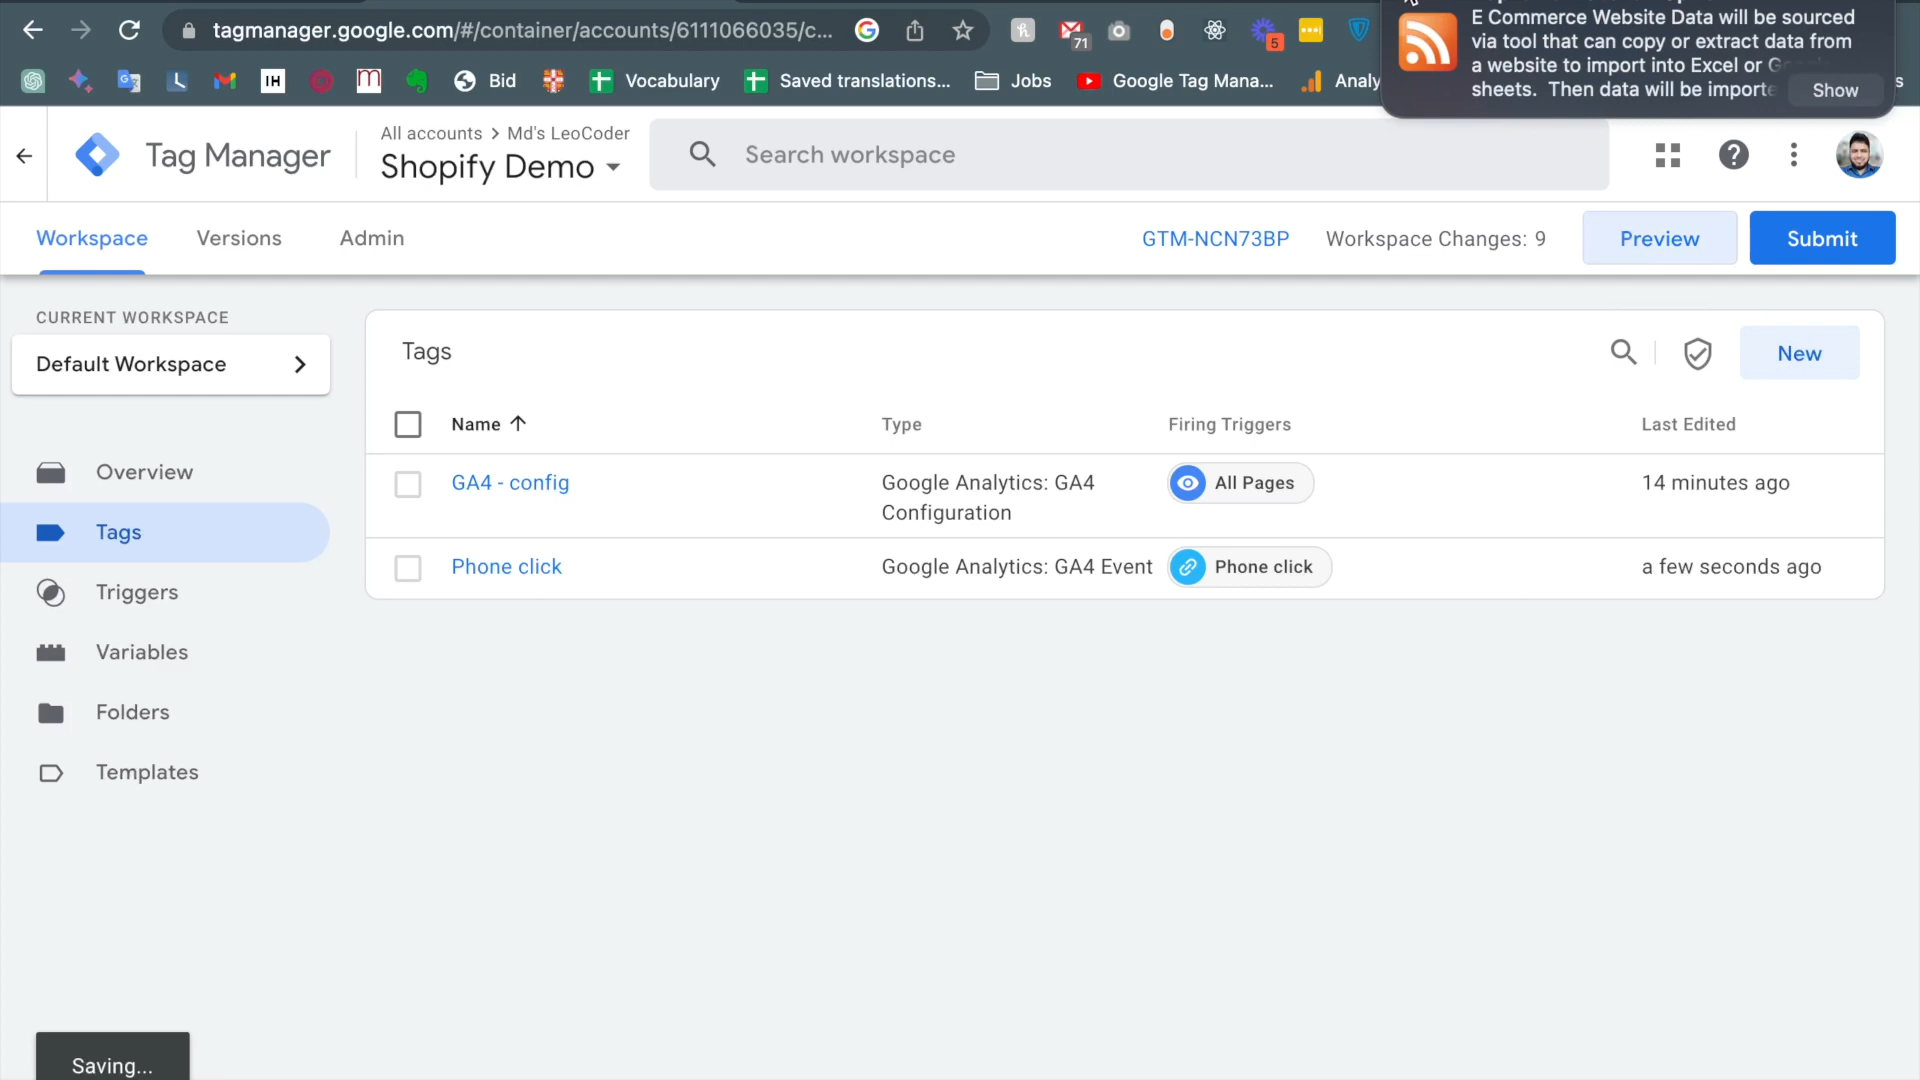 tagmanager.google.com/#/container/accounts/6111066035/c...
71
5
E Commerce Website Data will be sourced
via tool that can copy or extract data from
a website to import into Excel or
sheets. Then data will be importe
Show
IH
m
Bid
Vocabulary
Saved translations...
Jobs
Google Tag Mana...
Analy
s
Tag Manager
All accounts > Md's LeoCoder
Shopify Demo
Search workspace
Workspace
Versions
Admin
GTM-NCN73BP
Workspace Changes: 9
Preview
Submit
CURRENT WORKSPACE
Default Workspace
Overview
Tags
Triggers
Variables
Folders
Templates
Tags
New
Name
Type
Firing Triggers
Last Edited
GA4 - config
Google Analytics: GA4
Configuration
All Pages
14 minutes ago
Phone click
Google Analytics: GA4 Event
Phone click
a few seconds ago
Saving...